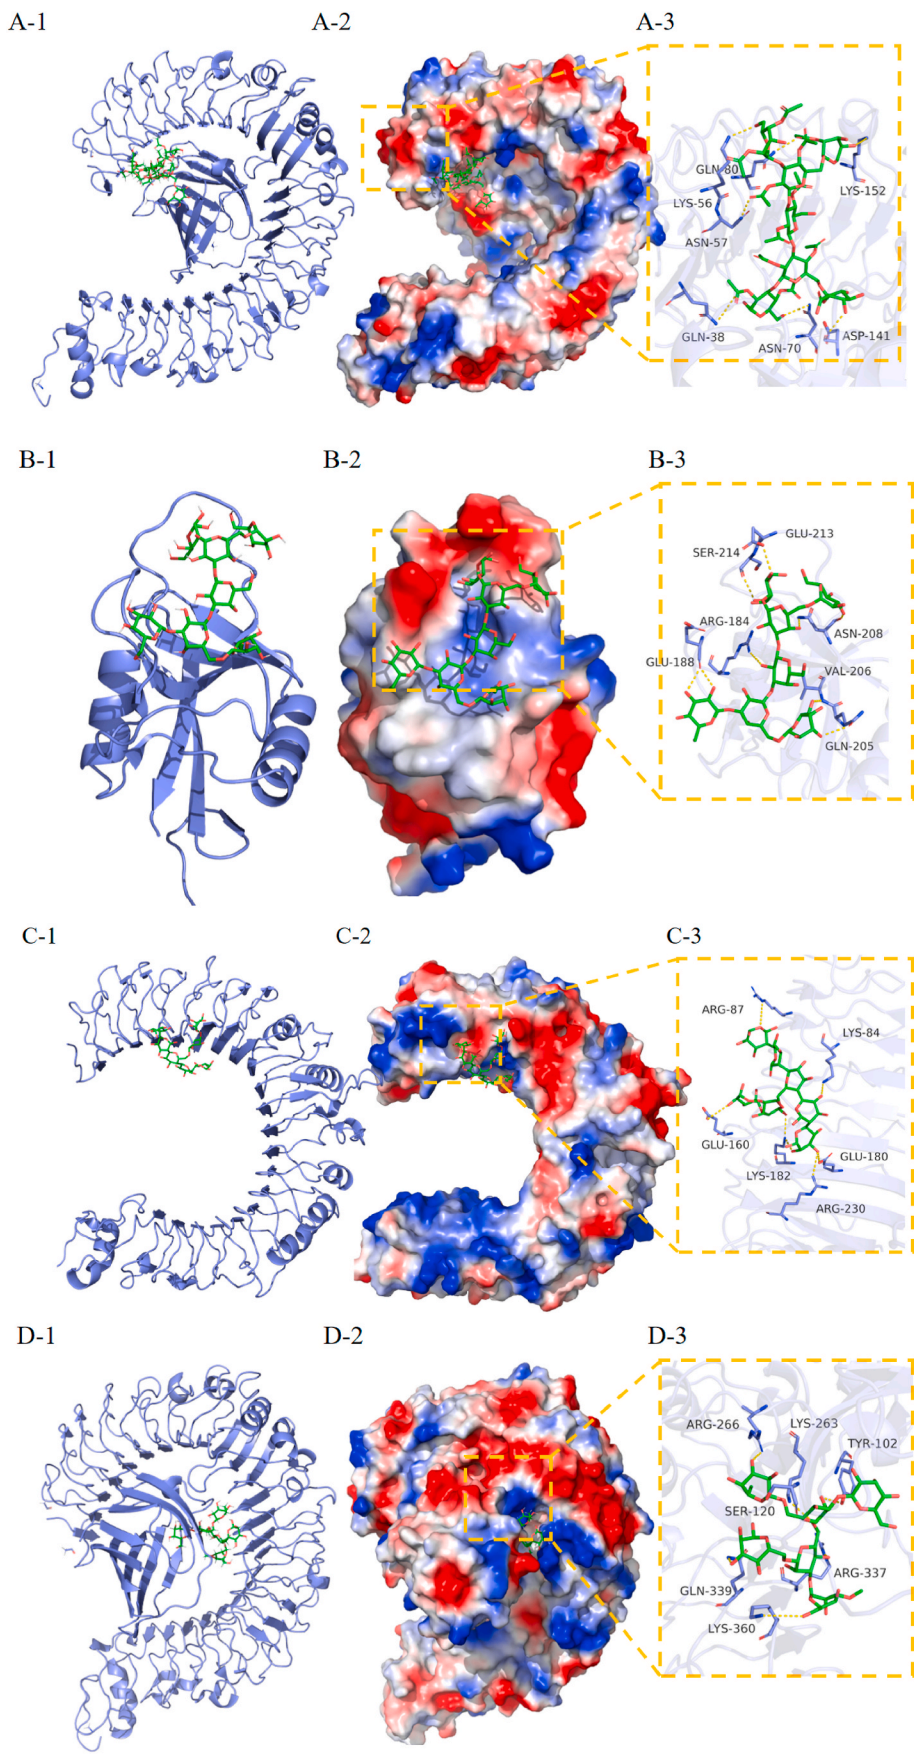 A-1 A-2 A-3
GLN-80
LYS-152
LYS-56
ASN-57
GLN-38
ASN-70
ASP-141
B-1 B-2 B-3
GLU-213
SER-214
ARG-184
ASN-208
GLU-188
VAL-206
GLN-205
C-1 C-2 C-3
ARG-87
LYS-84
GLU-160
GLU-180
LYS-182
ARG-230
D-1 D-2 D-3
ARG-266
LYS-263
TYR-102
SER-120
ARG-337
GLN-339
LYS-360